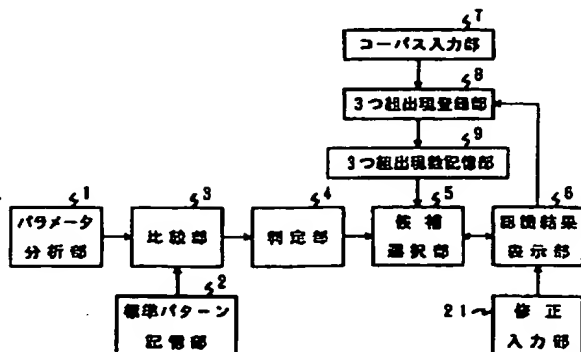 7
コーパス入力部
8
3つ組出現登録部
9
3つ組出現数記憶部
1
パラメータ
分析部
3
比較部
4
判定部
5
候補
選択部
6
認識結果
表示部
2
標準パターン
記憶部
21
修正
入力部